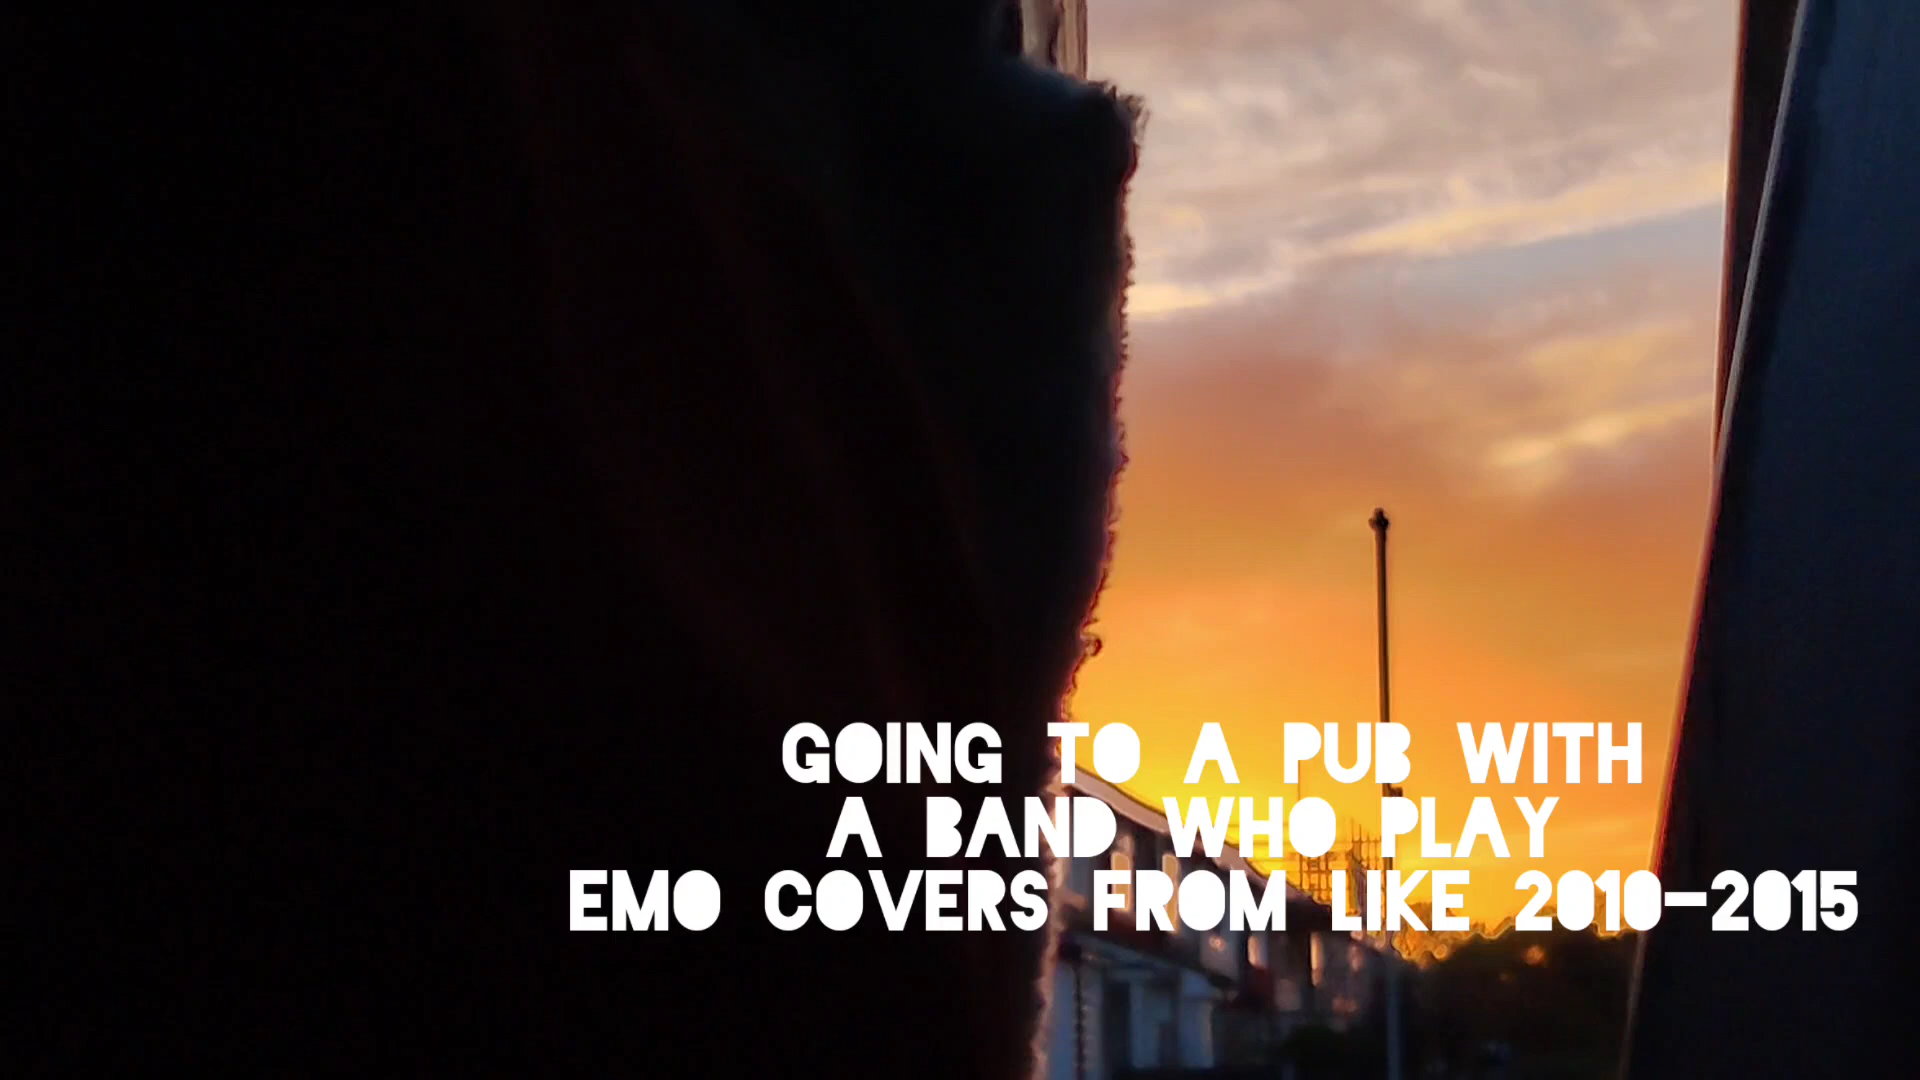 GOING TO A PUB WITH
A BAND WHO PLAY
EMO COVERS FROM LIKE 2010-2015